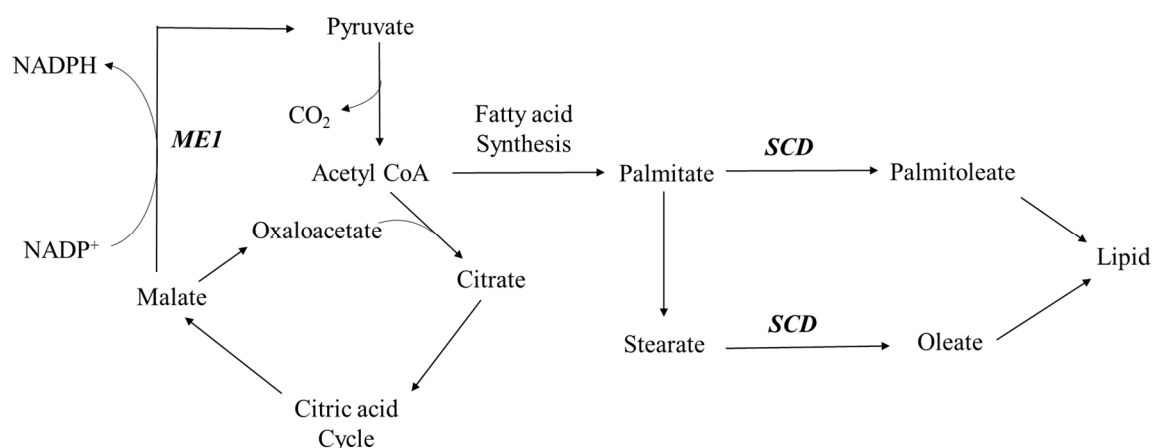 Pyruvate
NADPH
CO₂
ME1
Fatty acid
Synthesis
SCD
Acetyl CoA
Palmitate
Palmitoleate
Oxaloacetate
NADP⁺
Lipid
Citrate
Malate
SCD
Stearate
Oleate
Citric acid
Cycle